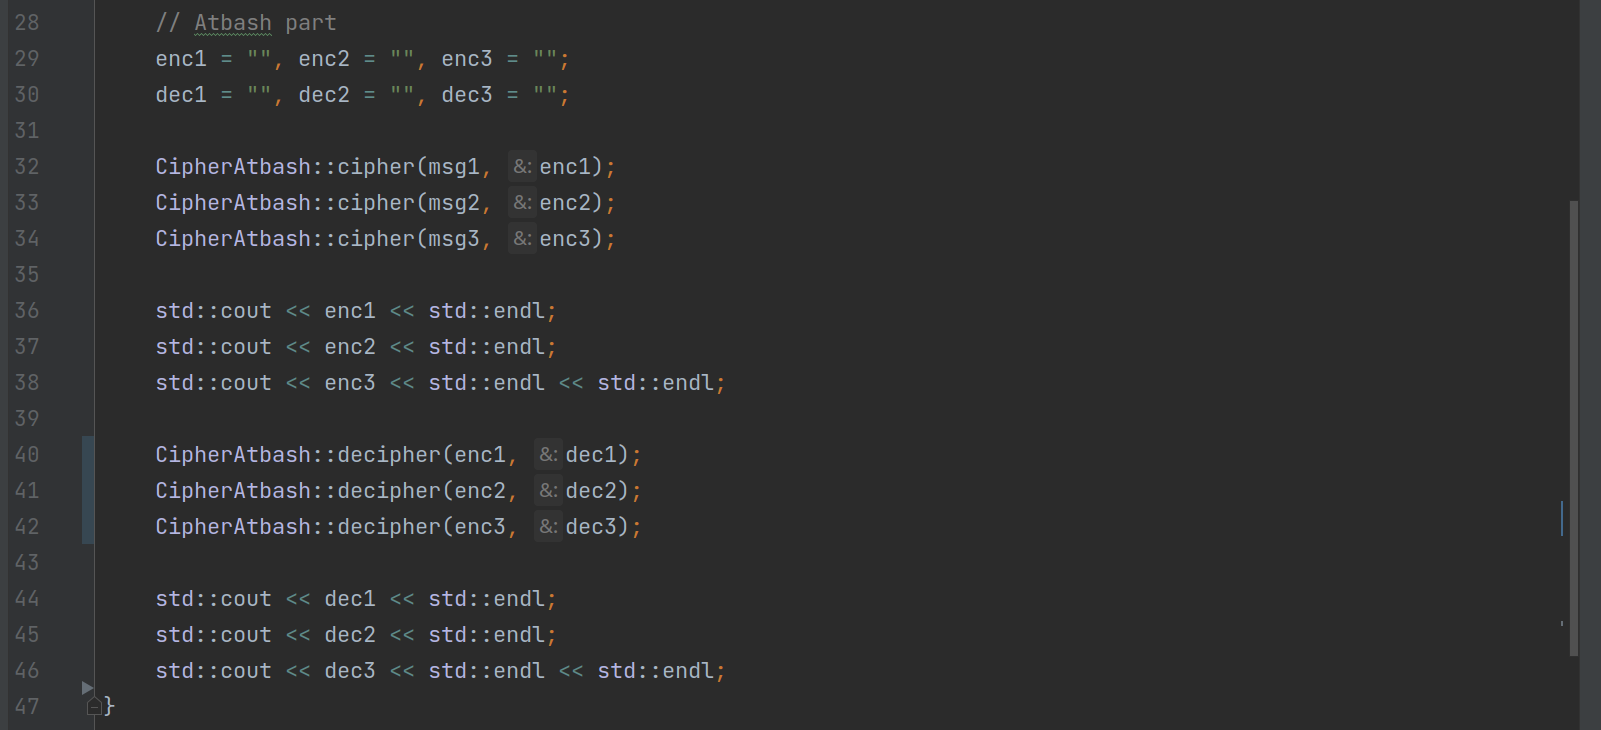 28 // Atbash part
29 enc1 = "", enc2 = "", enc3 = "";
30 dec1 = "", dec2 = "", dec3 = "";
31
32 CipherAtbash::cipher(msg1, &:enc1);
33 CipherAtbash::cipher(msg2, &:enc2);
34 CipherAtbash::cipher(msg3, &:enc3);
35
36 std::cout << enc1 << std::endl;
37 std::cout << enc2 << std::endl;
38 std::cout << enc3 << std::endl << std::endl;
39
40 CipherAtbash::decipher(enc1, &:dec1);
41 CipherAtbash::decipher(enc2, &:dec2);
42 CipherAtbash::decipher(enc3, &:dec3);
43
44 std::cout << dec1 << std::endl;
45 std::cout << dec2 << std::endl;
46 std::cout << dec3 << std::endl << std::endl;
47 }